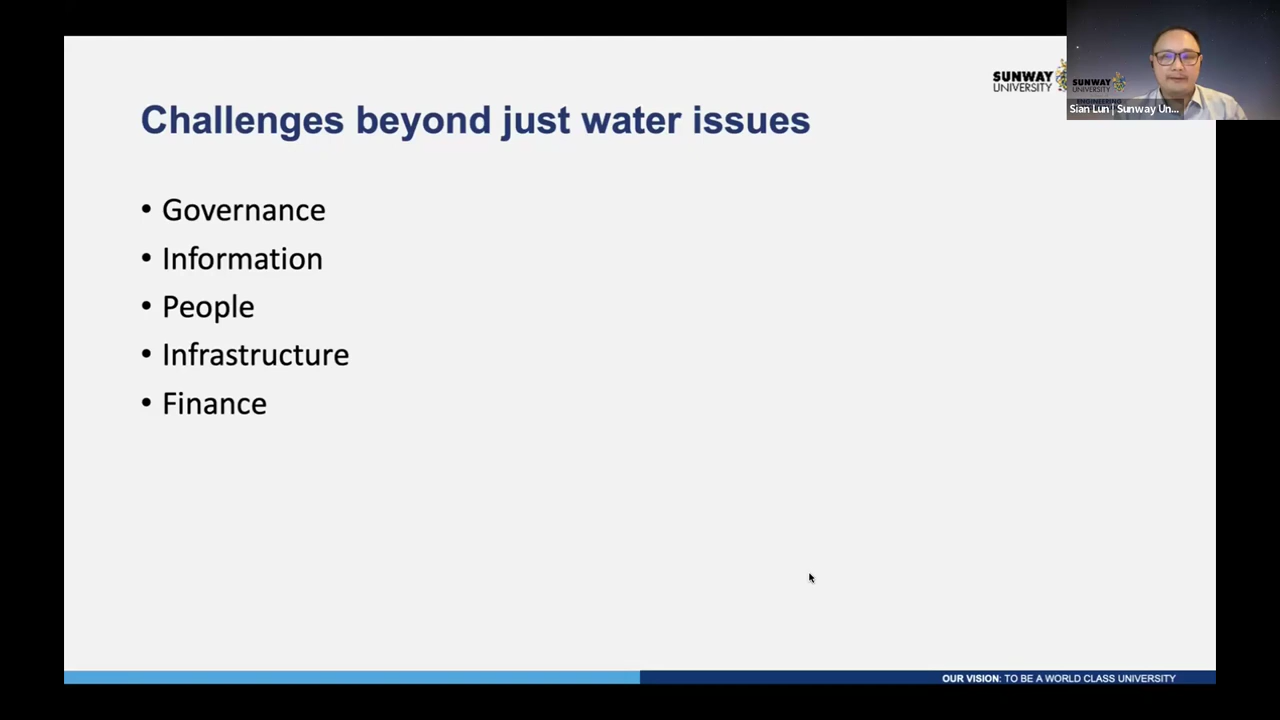 SUNWAY
UNIVERSITY
SUNWAY
UNIVERSITY
Sian Lun | Sunway Un...
Challenges beyond just water issues
• Governance
• Information
• People
• Infrastructure
• Finance
OUR VISION: TO BE A WORLD CLASS UNIVERSITY